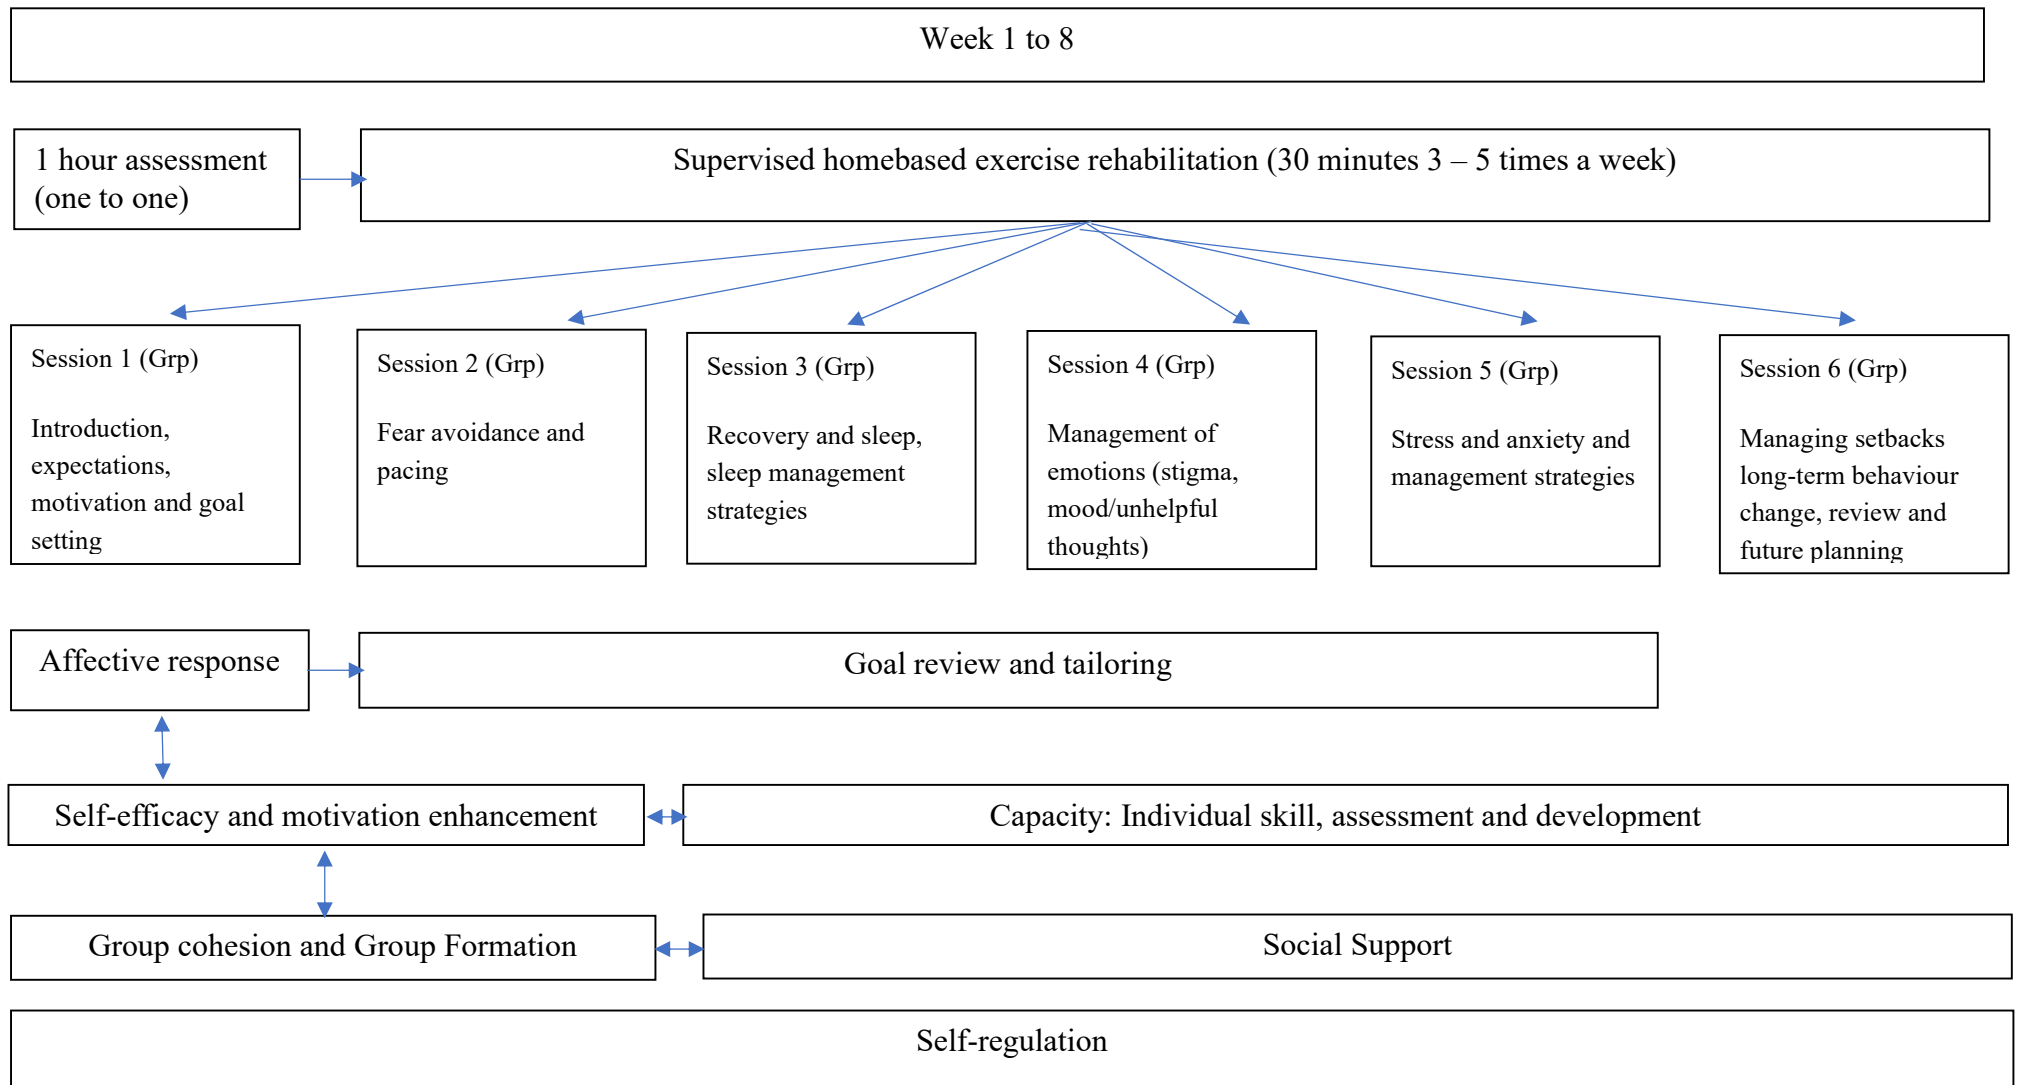 Week 1 to 8
1 hour assessment
(one to one)
Supervised homebased exercise rehabilitation (30 minutes 3 – 5 times a week)
Session 1 (Grp)
Introduction,
expectations,
motivation and goal
setting
Session 2 (Grp)
Fear avoidance and
pacing
Session 3 (Grp)
Recovery and sleep,
sleep management
strategies
Session 4 (Grp)
Management of
emotions (stigma,
mood/unhelpful
thoughts)
Session 5 (Grp)
Stress and anxiety and
management strategies
Session 6 (Grp)
Managing setbacks
long-term behaviour
change, review and
future planning
Affective response
Goal review and tailoring
Self-efficacy and motivation enhancement
Capacity: Individual skill, assessment and development
Group cohesion and Group Formation
Social Support
Self-regulation